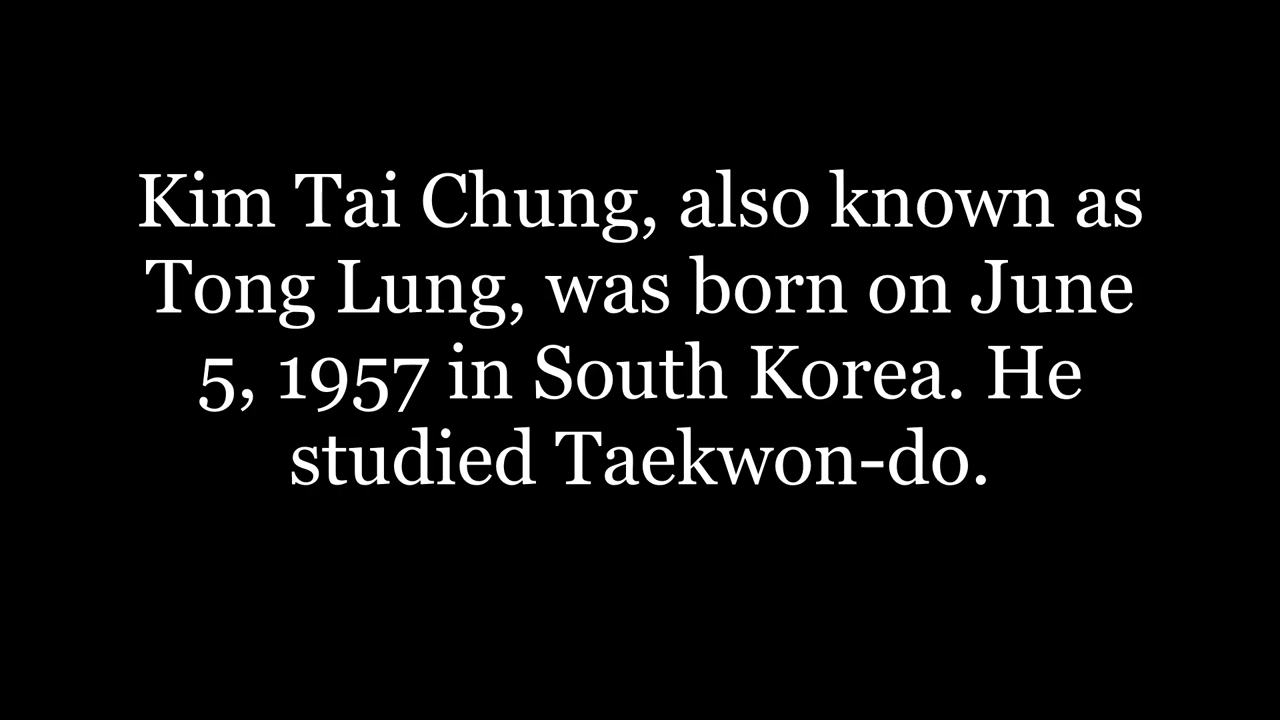 Kim Tai Chung, also known as
Tong Lung, was born on June
5, 1957 in South Korea. He
studied Taekwon-do.